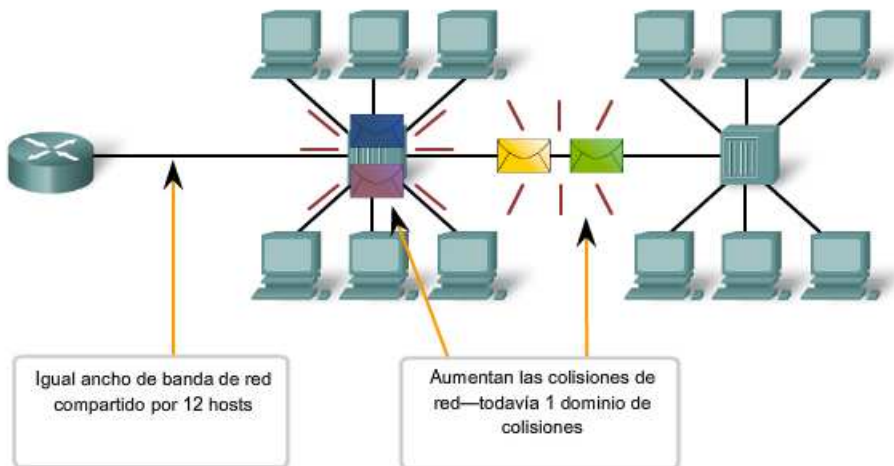 Igual ancho de banda de red
compartido por 12 hosts
Aumentan las colisiones de
red—todavía 1 dominio de
colisiones